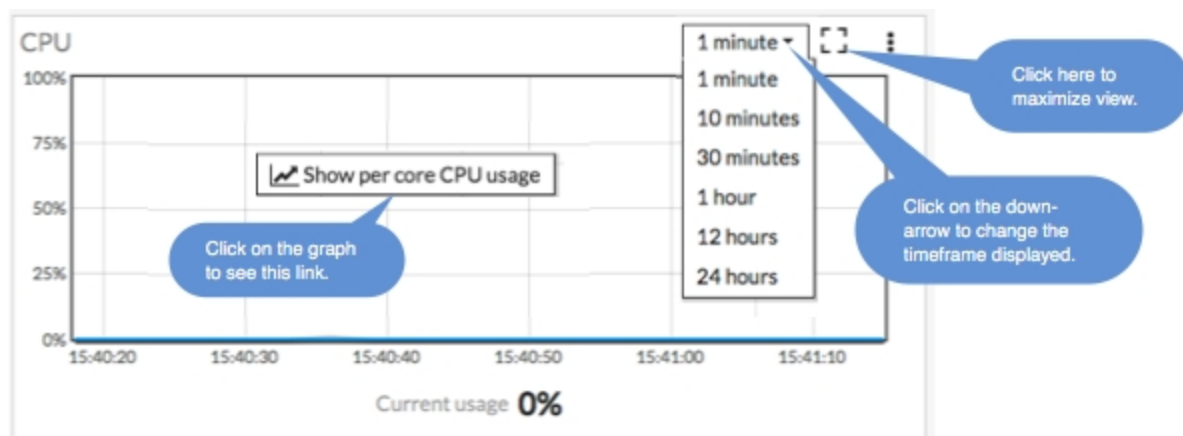 CPU
1 minute
1 minute
10 minutes
30 minutes
1 hour
12 hours
24 hours
Click here to
maximize view.
Click on the down-
arrow to change the
timeframe displayed.
100%
75%
50%
25%
0%
Show per core CPU usage
Click on the graph
to see this link.
15:40:20 15:40:30 15:40:40 15:40:50 15:41:00 15:41:10
Current usage 0%